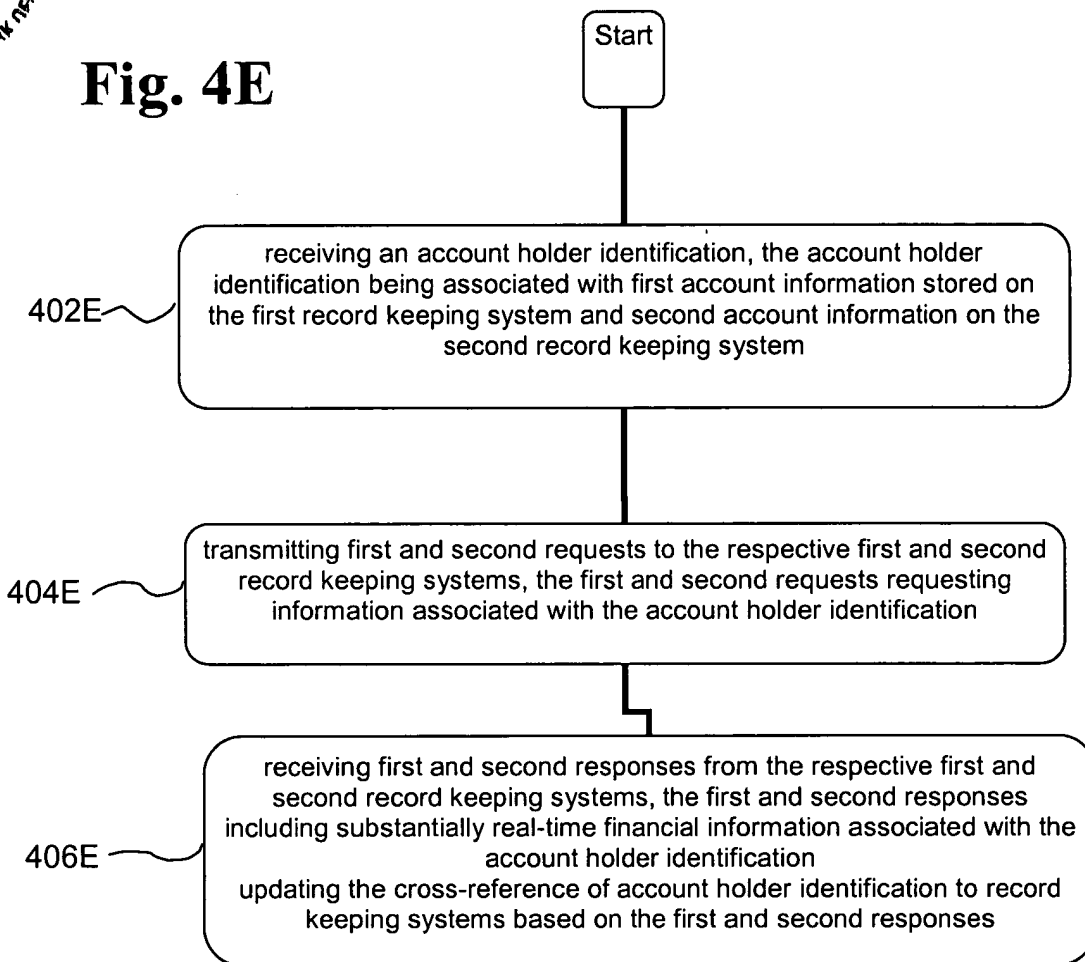 Start
Fig. 4E
receiving an account holder identification, the account holder
identification being associated with first account information stored on
the first record keeping system and second account information on the
second record keeping system
402E
transmitting first and second requests to the respective first and second
record keeping systems, the first and second requests requesting
information associated with the account holder identification
404E
receiving first and second responses from the respective first and
second record keeping systems, the first and second responses
including substantially real-time financial information associated with the
account holder identification
updating the cross-reference of account holder identification to record
keeping systems based on the first and second responses
406E